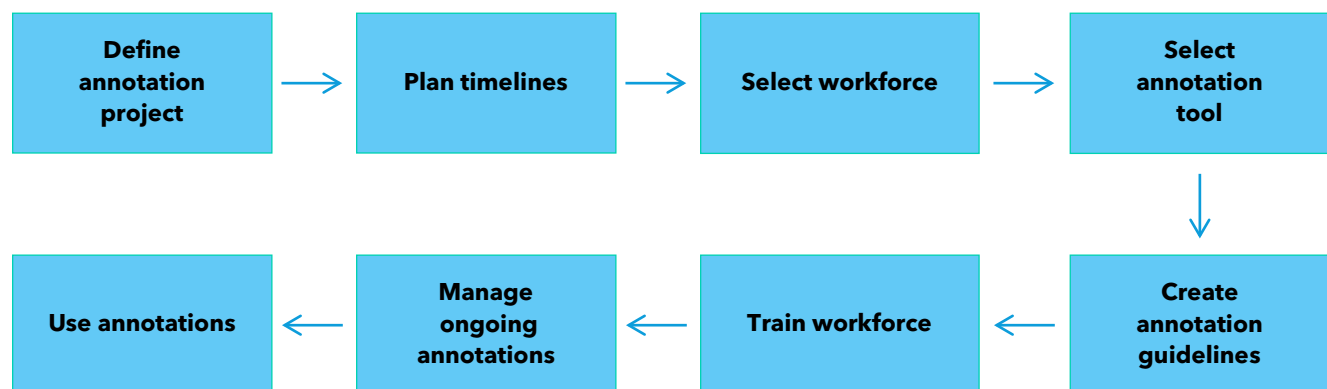 Define
annotation
project
Plan timelines
Select workforce
Select
annotation
tool
Create
annotation
guidelines
Train workforce
Manage
ongoing
annotations
Use annotations